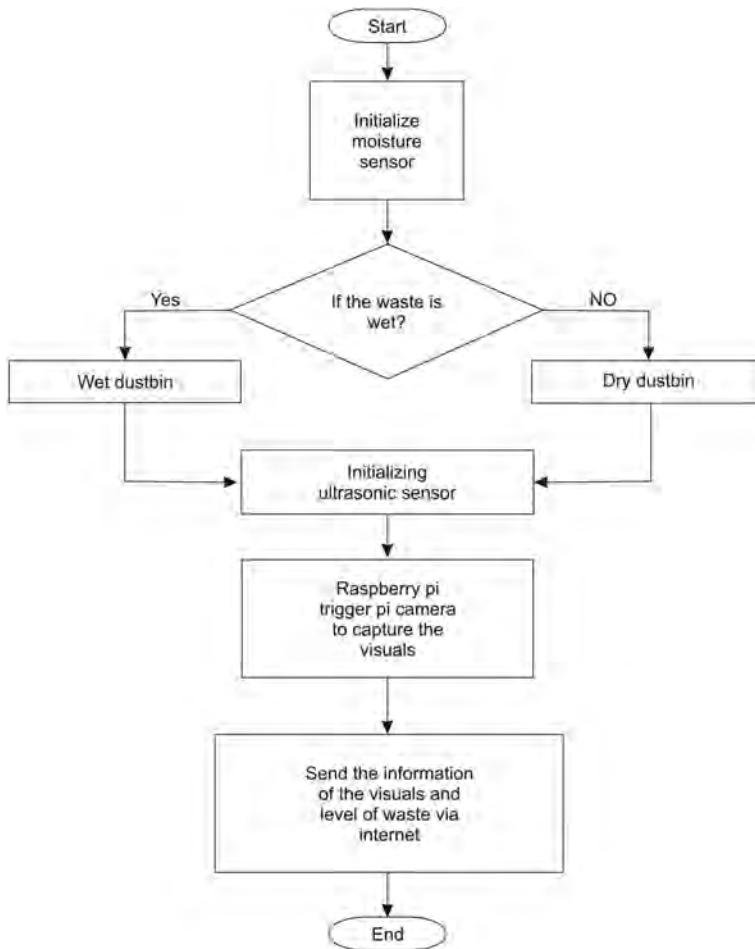 Start
Initialize
moisture
sensor
If the waste is
wet?
Yes
NO
Wet dustbin
Dry dustbin
Initializing
ultrasonic sensor
Raspberry pi
trigger pi camera
to capture the
visuals
Send the information
of the visuals and
level of waste via
internet
End